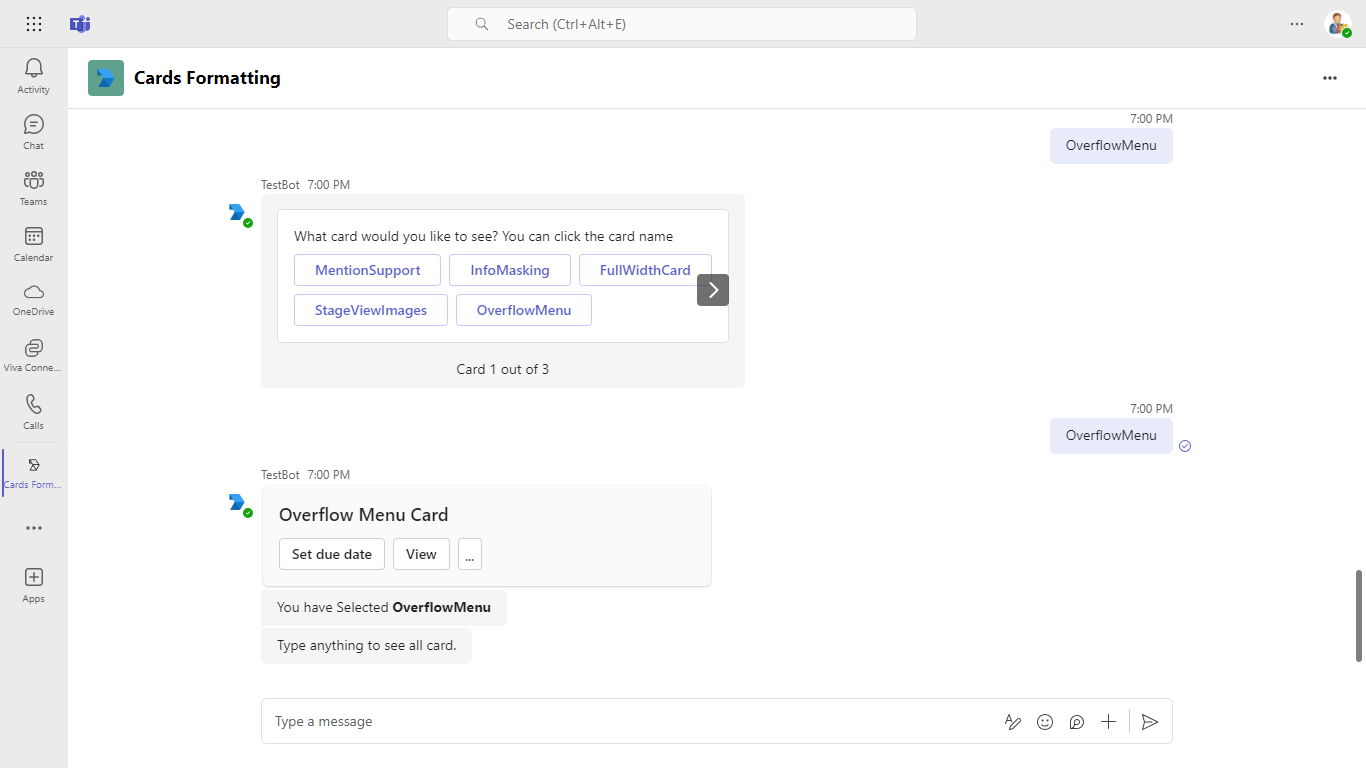 Search (Ctrl+Alt+E)
Activity
Chat
Teams
Calendar
OneDrive
Viva Conne...
Calls
Cards Form...
Apps
Cards Formatting
7:00 PM
OverflowMenu
TestBot 7:00 PM
What card would you like to see? You can click the card name
MentionSupport InfoMasking FullWidthCard
StageViewImages OverflowMenu
Card 1 out of 3
7:00 PM
OverflowMenu
TestBot 7:00 PM
Overflow Menu Card
Set due date View ...
You have Selected OverflowMenu
Type anything to see all card.
Type a message